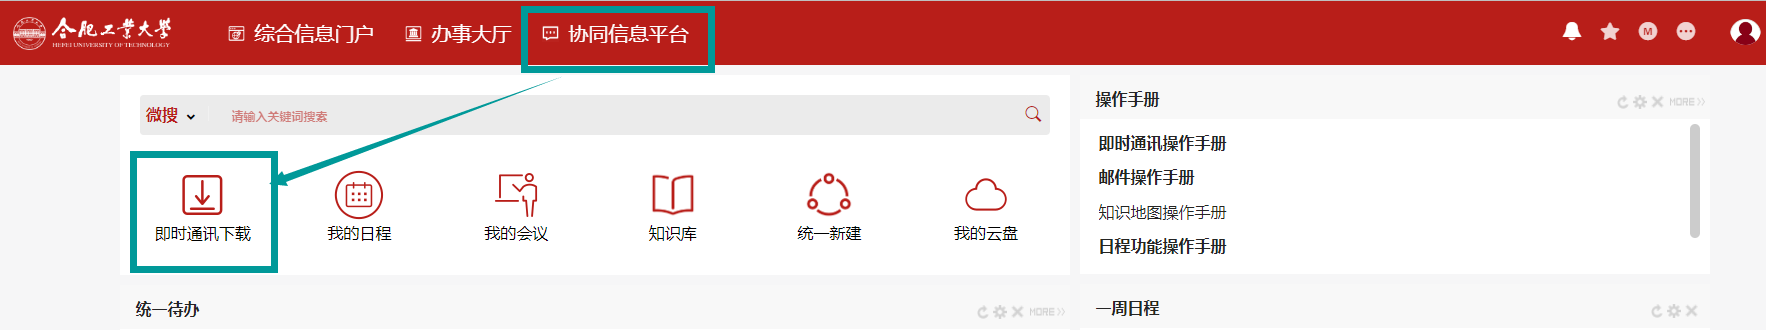 合肥工业大学
HEFEI UNIVERSITY OF TECHNOLOGY
综合信息门户 办事大厅 协同信息平台
M
微搜 请输入关键词搜索
即时通讯下载 我的日程 我的会议 知识库 统一新建 我的云盘
操作手册
MORE
即时通讯操作手册
邮件操作手册
知识地图操作手册
日程功能操作手册
统一待办
MORE
一周日程